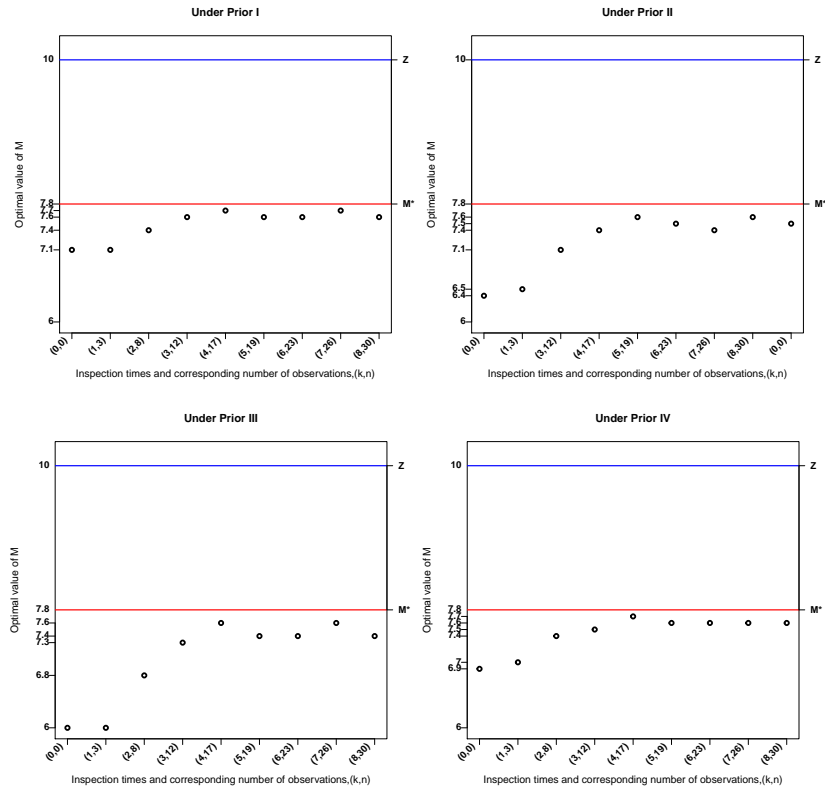 Under Prior I
Optimal value of M
10
7.8
7.7
7.6
7.4
7.1
6
Z
M*
(0,0) (1,3) (2,8) (3,12) (4,17) (5,19) (6,23) (7,26) (8,30)
Inspection times and corresponding number of observations,(k,n)
Under Prior II
Optimal value of M
10
7.8
7.6
7.5
7.4
7.1
6.5
6.4
6
Z
M*
(0,0) (1,3) (3,12) (4,17) (5,19) (6,23) (7,26) (8,30) (0,0)
Inspection times and corresponding number of observations,(k,n)
Under Prior III
Optimal value of M
10
7.8
7.6
7.4
7.3
6.8
6
Z
M*
(0,0) (1,3) (2,8) (3,12) (4,17) (5,19) (6,23) (7,26) (8,30)
Inspection times and corresponding number of observations,(k,n)
Under Prior IV
Optimal value of M
10
7.8
7.7
7.6
7.5
7.4
7
6.9
6
Z
M*
(0,0) (1,3) (2,8) (3,12) (4,17) (5,19) (6,23) (7,26) (8,30)
Inspection times and corresponding number of observations,(k,n)